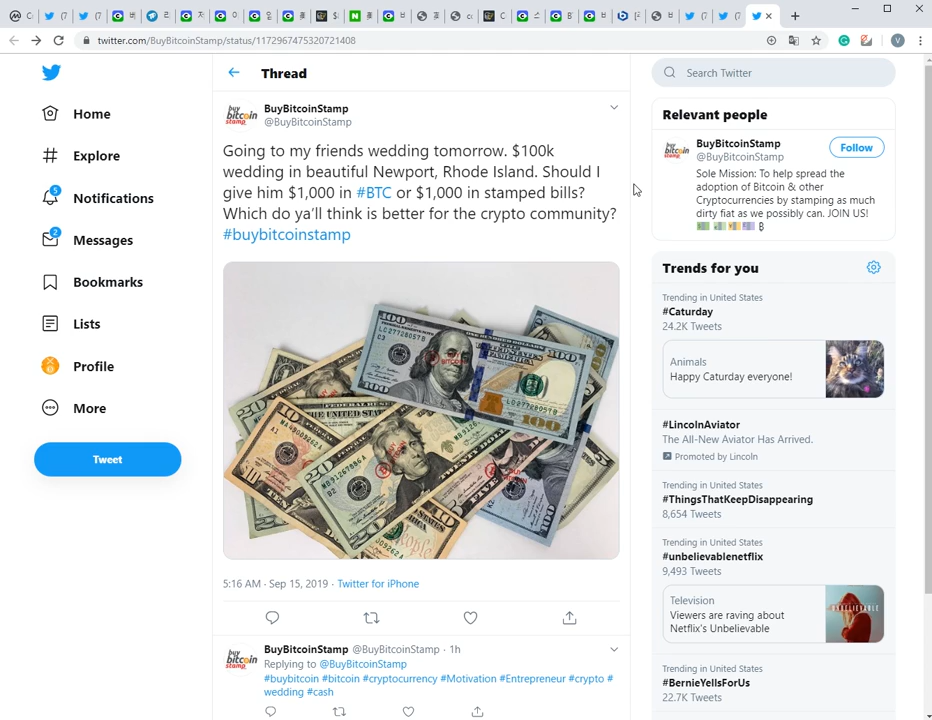 twitter.com/BuyBitcoinStamp/status/1172967475320721408
Home
Explore
5
Notifications
2
Messages
Bookmarks
Lists
Profile
More
Tweet
Thread
BuyBitcoinStamp
@BuyBitcoinStamp
Going to my friends wedding tomorrow. $100k
wedding in beautiful Newport, Rhode Island. Should I
give him $1,000 in #BTC or $1,000 in stamped bills?
Which do ya'll think is better for the crypto community?
#buybitcoinstamp
5:16 AM · Sep 15, 2019 · Twitter for iPhone
BuyBitcoinStamp @BuyBitcoinStamp · 1h
Replying to @BuyBitcoinStamp
#buybitcoin #bitcoin #cryptocurrency #Motivation #Entrepreneur #crypto #
wedding #cash
Search Twitter
Relevant people
BuyBitcoinStamp
@BuyBitcoinStamp
Follow
Sole Mission: To help spread the
adoption of Bitcoin & other
Cryptocurrencies by stamping as much
dirty fiat as we possibly can. JOIN US!
Trends for you
Trending in United States
#Caturday
24.2K Tweets
Animals
Happy Caturday everyone!
#LincolnAviator
The All-New Aviator Has Arrived.
Promoted by Lincoln
Trending in United States
#ThingsThatKeepDisappearing
8,654 Tweets
Trending in United States
#unbelievablenetflix
9,493 Tweets
Television
Viewers are raving about
Netflix's Unbelievable
Trending in United States
#BernieYellsForUs
22.7K Tweets